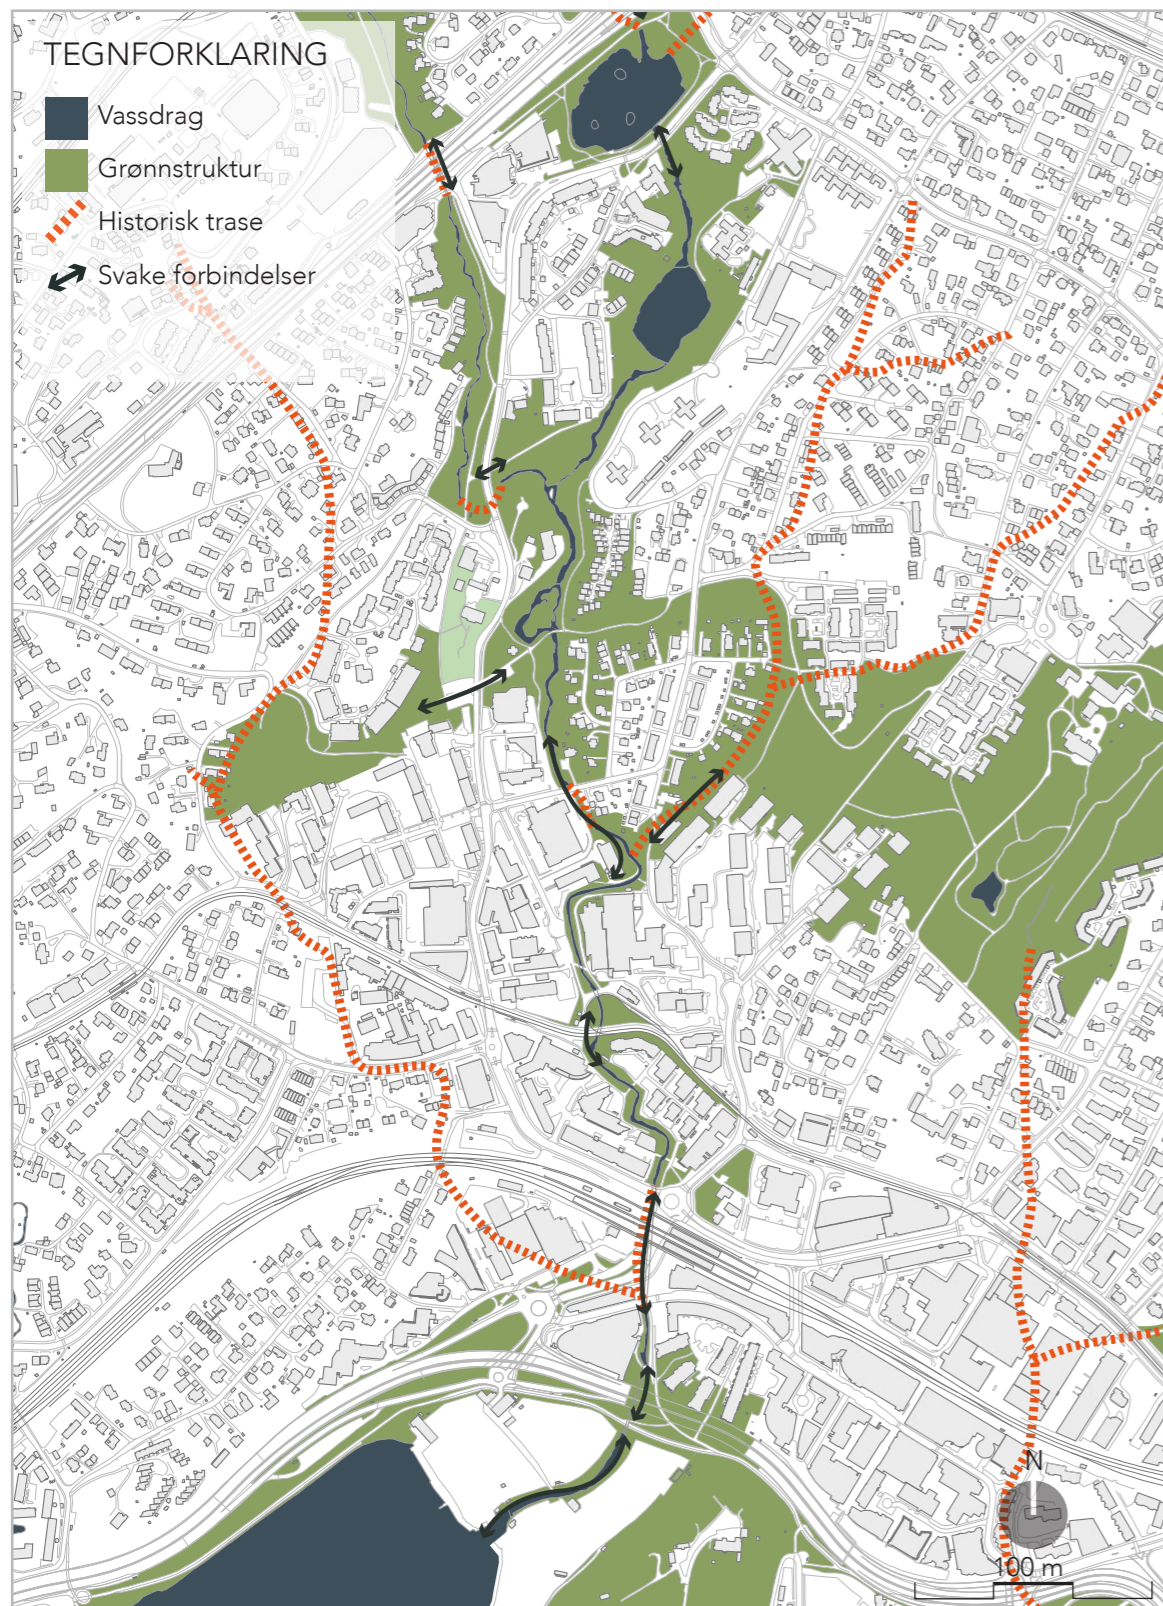 TEGNFORKLARING
Vassdrag
Grønnstruktur
Historisk trase
Svake forbindelser
N
100 m